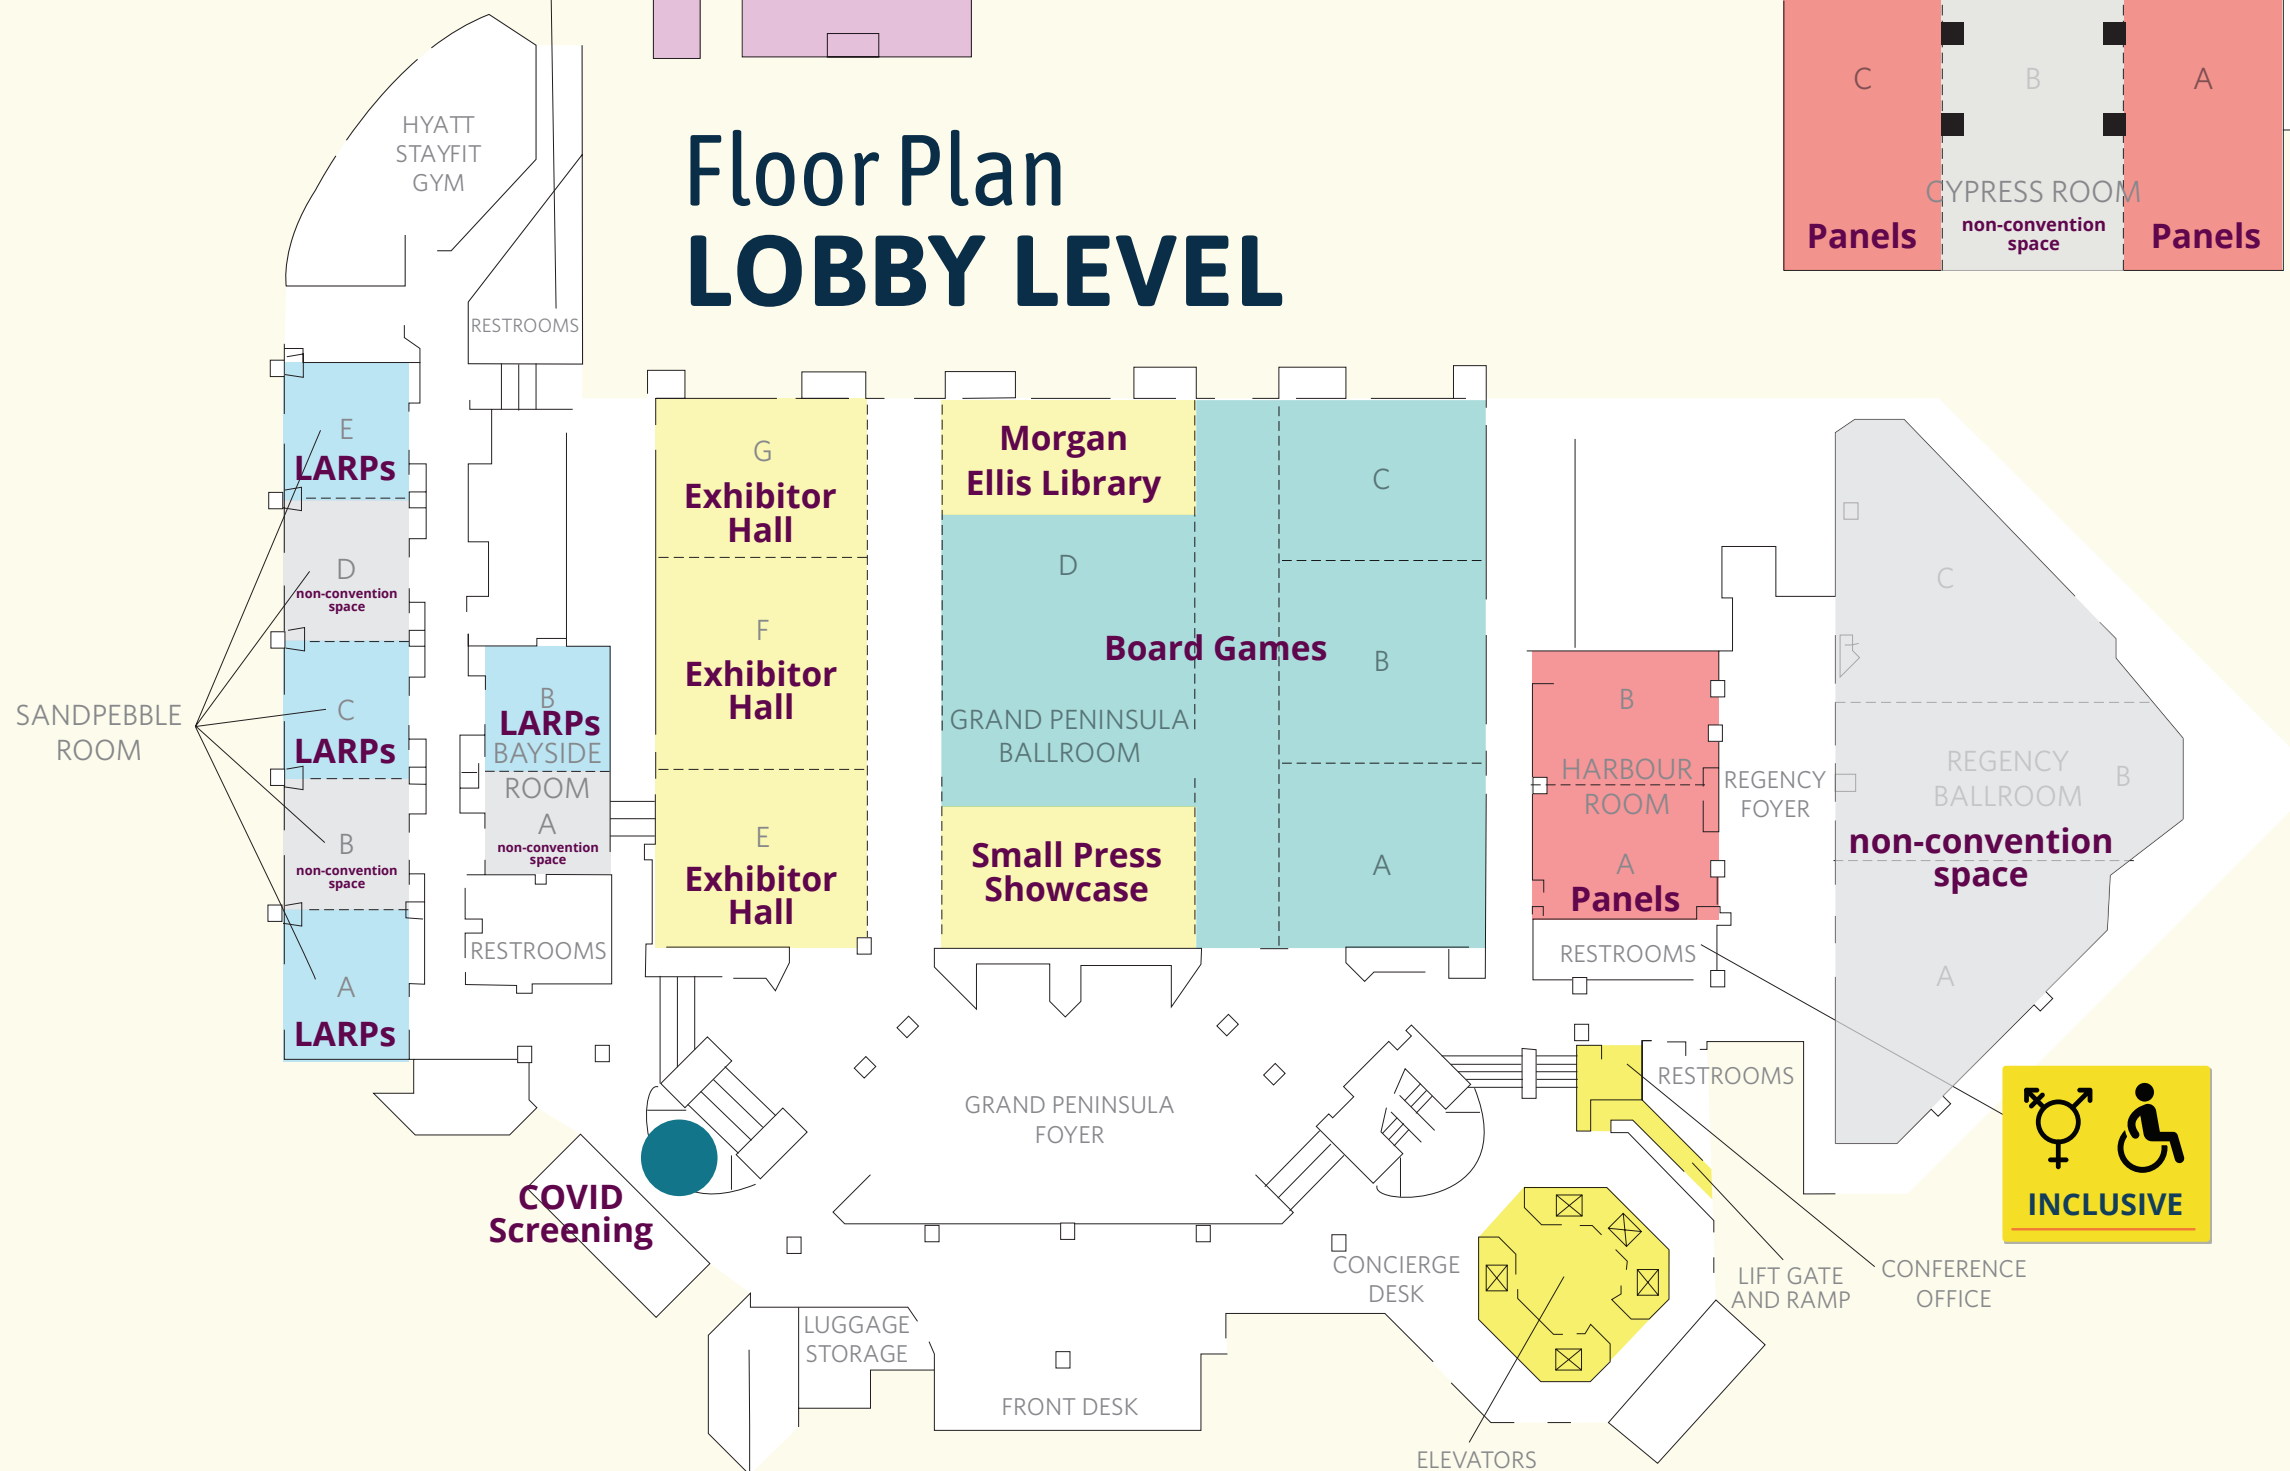 Floor Plan
LOBBY LEVEL
HYATT
STAYFIT
GYM
RESTROOMS
C
B
A
CYPRESS ROOM
Panels
non-convention
space
Panels
SANDPEBBLE
ROOM
E
LARPs
D
non-convention
space
C
LARPs
B
non-convention
space
A
LARPs
B
LARPs
BAYSIDE
ROOM
A
non-convention
space
RESTROOMS
G
Exhibitor
Hall
F
Exhibitor
Hall
E
Exhibitor
Hall
Morgan
Ellis Library
D
Board Games
GRAND PENINSULA
BALLROOM
Small Press
Showcase
C
B
A
B
HARBOUR
ROOM
A
Panels
RESTROOMS
REGENCY
FOYER
C
REGENCY
BALLROOM
B
non-convention
space
A
RESTROOMS
INCLUSIVE
COVID
Screening
GRAND PENINSULA
FOYER
CONCIERGE
DESK
LIFT GATE
AND RAMP
CONFERENCE
OFFICE
LUGGAGE
STORAGE
FRONT DESK
ELEVATORS